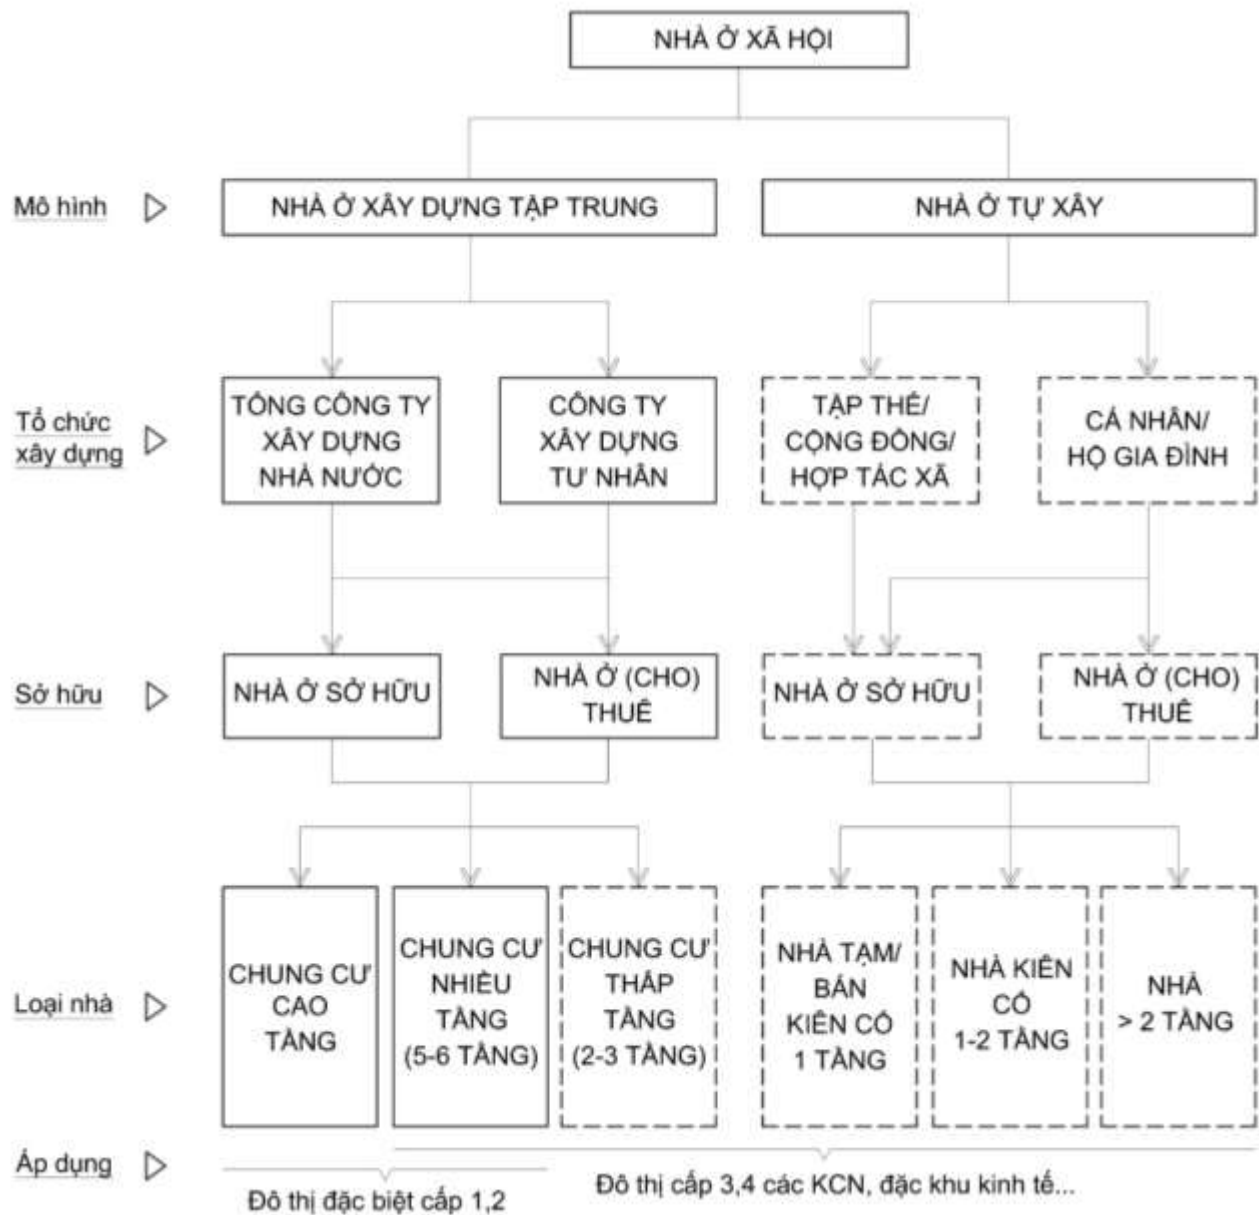 NHÀ Ở XÃ HỘI
Mô hình
NHÀ Ở XÂY DỰNG TẬP TRUNG
NHÀ Ở TỰ XÂY
Tổ chức
xây dựng
TỔNG CÔNG TY
XÂY DỰNG
NHÀ NƯỚC
CÔNG TY
XÂY DỰNG
TƯ NHÂN
TẬP THỂ/
CỘNG ĐỒNG/
HỢP TÁC XÃ
CÁ NHÂN/
HỘ GIA ĐÌNH
Sở hữu
NHÀ Ở SỞ HỮU
NHÀ Ở (CHO)
THUÊ
NHÀ Ở SỞ HỮU
NHÀ Ở (CHO)
THUÊ
Loại nhà
CHUNG CƯ
CAO
TẦNG
CHUNG CƯ
NHIỀU
TẦNG
(5-6 TẦNG)
CHUNG CƯ
THẤP
TẦNG
(2-3 TẦNG)
NHÀ TẠM/
BÁN
KIÊN CỐ
1 TẦNG
NHÀ KIÊN
CỐ
1-2 TẦNG
NHÀ
> 2 TẦNG
Áp dụng
Đô thị đặc biệt cấp 1,2
Đô thị cấp 3,4 các KCN, đặc khu kinh tế...